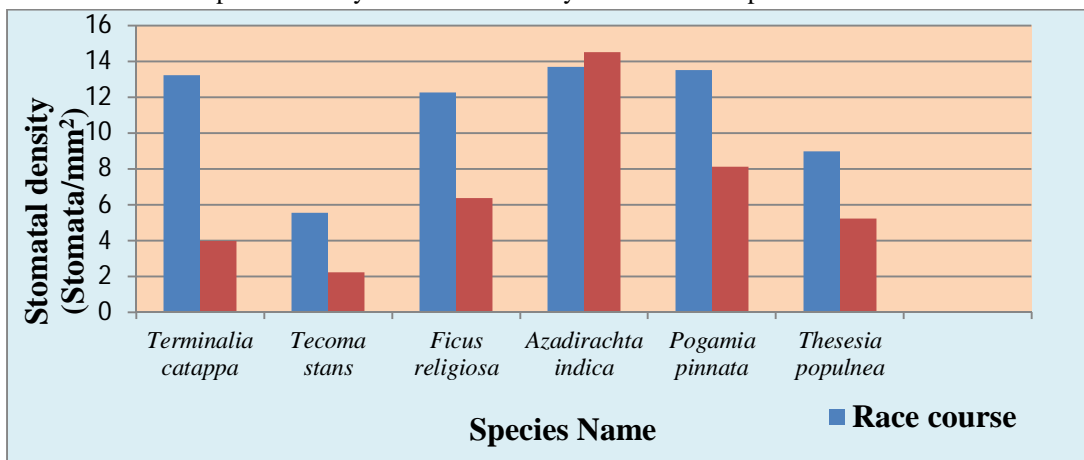 16
14
12
10
8
6
4
2
0
Stomatal density
(Stomata/mm²)
Terminalia
catappa
Tecoma
stans
Ficus
religiosa
Azadirachta
indica
Pogamia
pinnata
Thesesia
populnea
Species Name
Race course